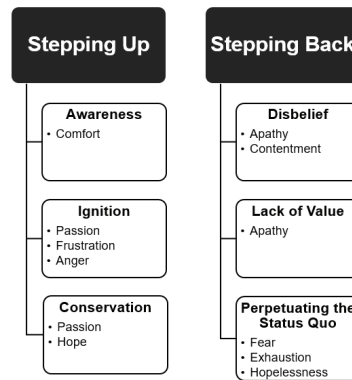 Stepping Up
Awareness
• Comfort
Ignition
• Passion
• Frustration
• Anger
Conservation
• Passion
• Hope
Stepping Back
Disbelief
• Apathy
• Contentment
Lack of Value
• Apathy
Perpetuating the
Status Quo
• Fear
• Exhaustion
• Hopelessness